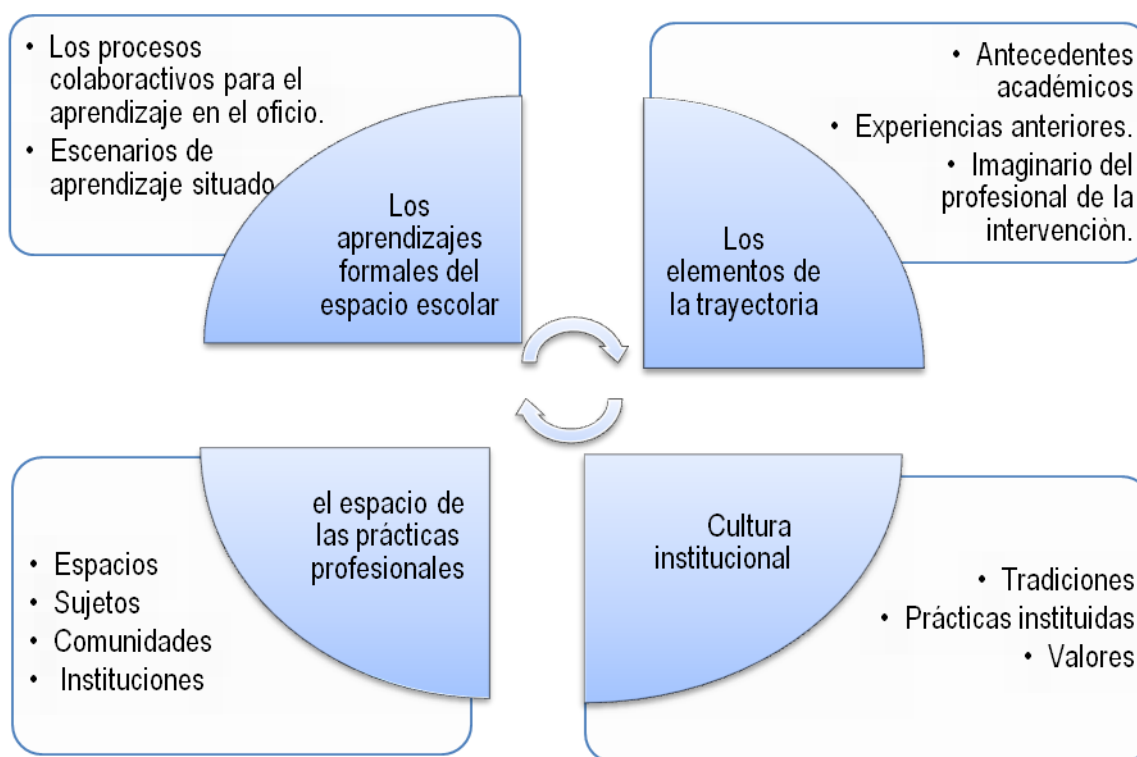 • Los procesos
colaboractivos para el
aprendizaje en el oficio.
• Escenarios de
aprendizaje situado
Los
aprendizajes
formales del
espacio escolar
• Antecedentes
académicos
• Experiencias anteriores.
• Imaginario del
profesional de la
intervenciòn.
Los
elementos de
la trayectoria
el espacio de
las prácticas
profesionales
• Espacios
• Sujetos
• Comunidades
• Instituciones
Cultura
institucional
• Tradiciones
• Prácticas instituidas
• Valores